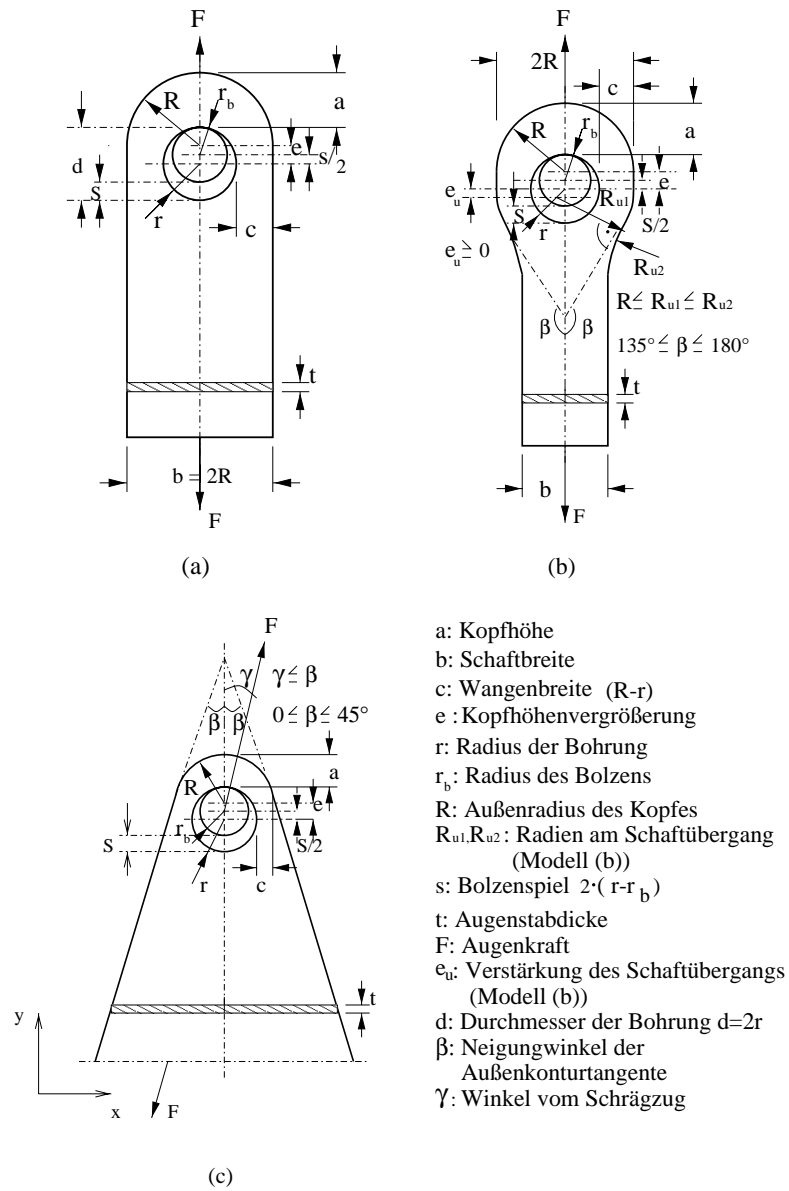 F
R
r_b
a
d
e
s/2
S
r
c
t
b = 2R
F
(a)
F
2R
c
R
r_b
a
e_u
e
R_u1
S
r
S/2
e_u ≥ 0
R_u2
R ≤ R_u1 ≤ R_u2
β β
135° ≤ β ≤ 180°
t
b
F
(b)
F
γ γ ≤ β
β β 0 ≤ β ≤ 45°
R
a
e
r_b
S
S/2
r
c
t
y
x
F
(c)
a: Kopfhöhe
b: Schaftbreite
c: Wangenbreite (R-r)
e : Kopfhöhenvergrößerung
r: Radius der Bohrung
r_b: Radius des Bolzens
R: Außenradius des Kopfes
R_u1,R_u2 : Radien am Schaftübergang
(Modell (b))
s: Bolzenspiel 2·( r-r_b )
t: Augenstabdicke
F: Augenkraft
e_u: Verstärkung des Schaftübergangs
(Modell (b))
d: Durchmesser der Bohrung d=2r
β: Neigungwinkel der
Außenkonturtangente
γ: Winkel vom Schrägzug